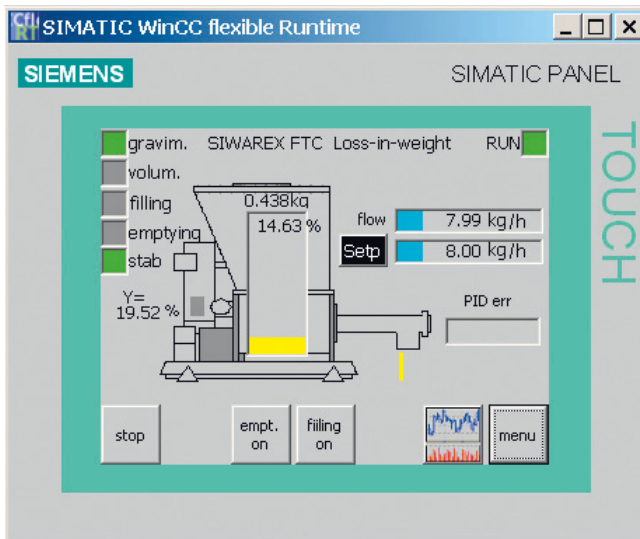 SIMATIC WinCC flexible Runtime
SIEMENS
SIMATIC PANEL
TOUCH
gravim. SIWAREX FTC Loss-in-weight RUN
volum.
filling
emptying
stab
0.438kg
14.63 %
flow 7.99 kg/h
Setp 8.00 kg/h
Y=
19.52 %
PID err
stop
empt.
on
fiiling
on
menu